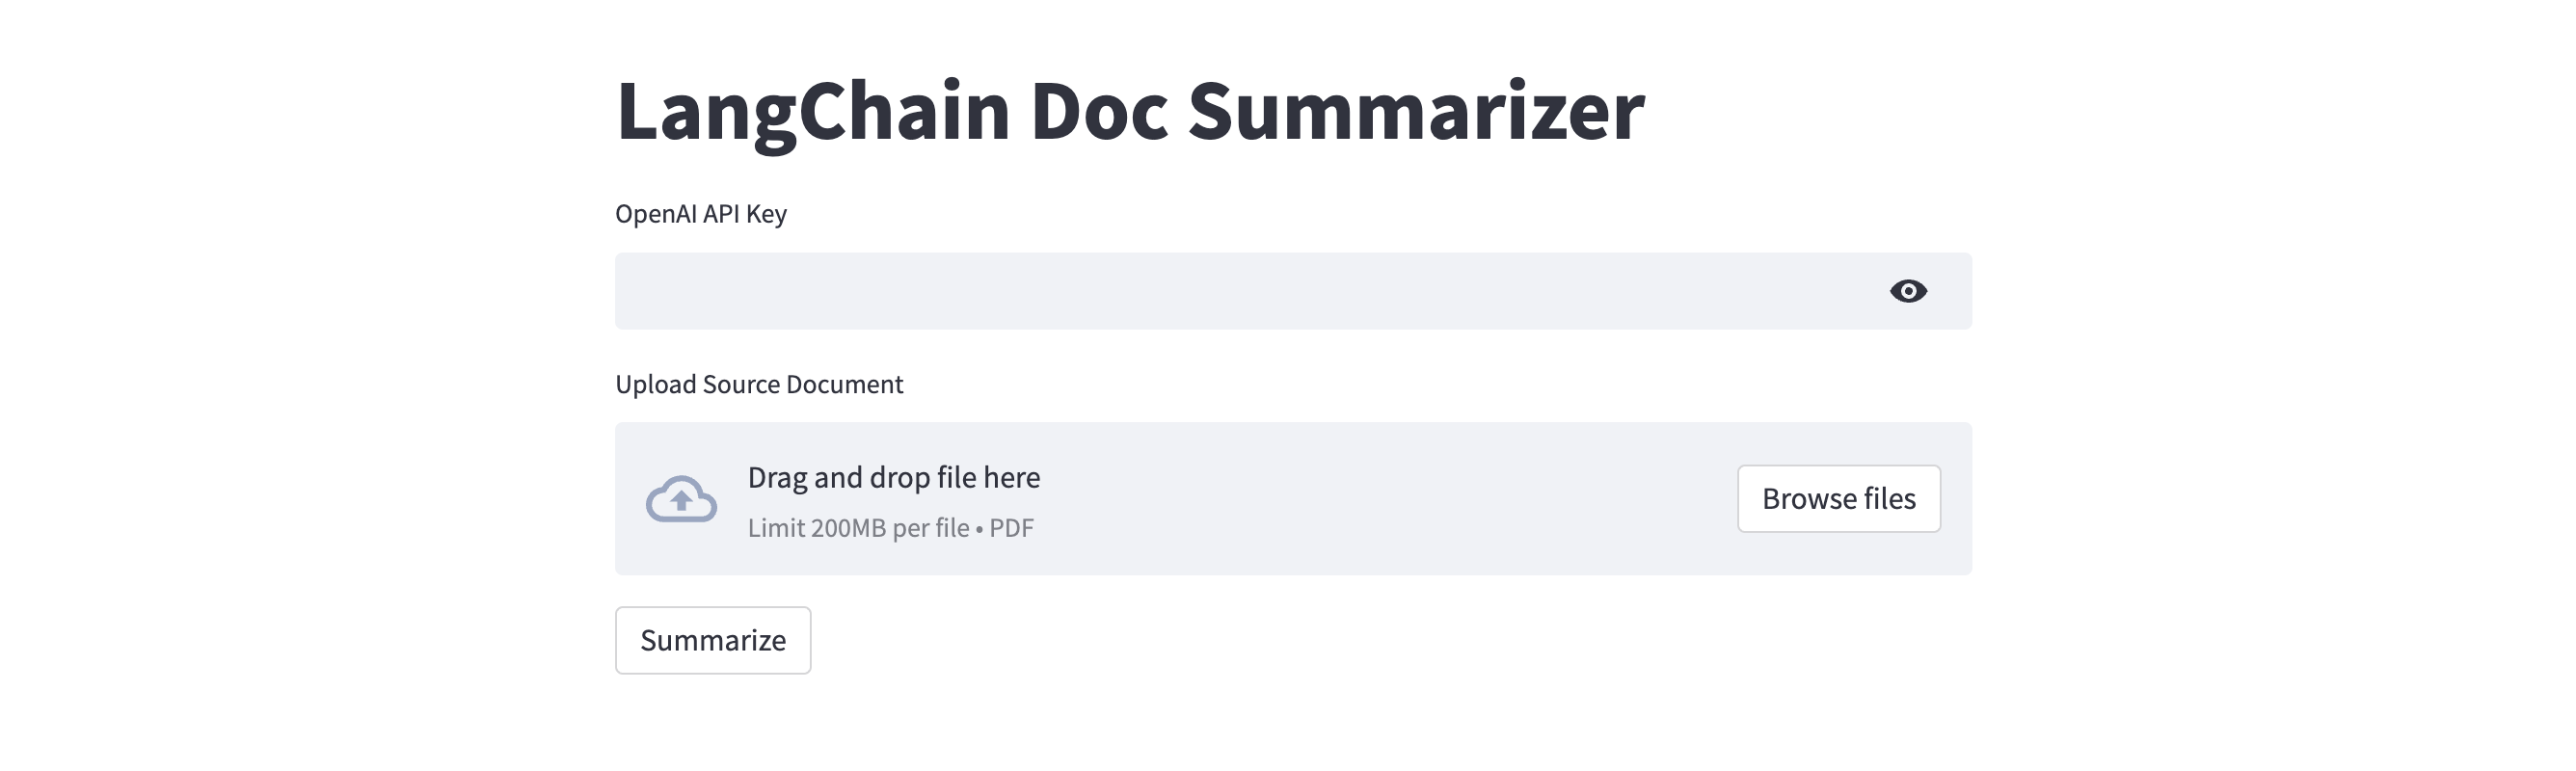 LangChain Doc Summarizer
OpenAI API Key
Upload Source Document
Drag and drop file here
Limit 200MB per file • PDF
Browse files
Summarize